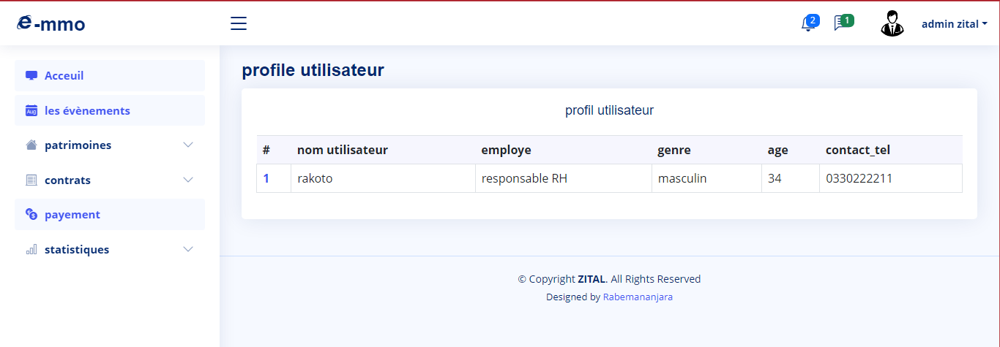 e-mmo
2
1
admin zital
Acceuil
Aug
les évènements
patrimoines
contrats
payement
statistiques
profile utilisateur
profil utilisateur
# nom utilisateur employe genre age contact_tel
1 rakoto responsable RH masculin 34 0330222211
© Copyright ZITAL. All Rights Reserved
Designed by Rabemananjara